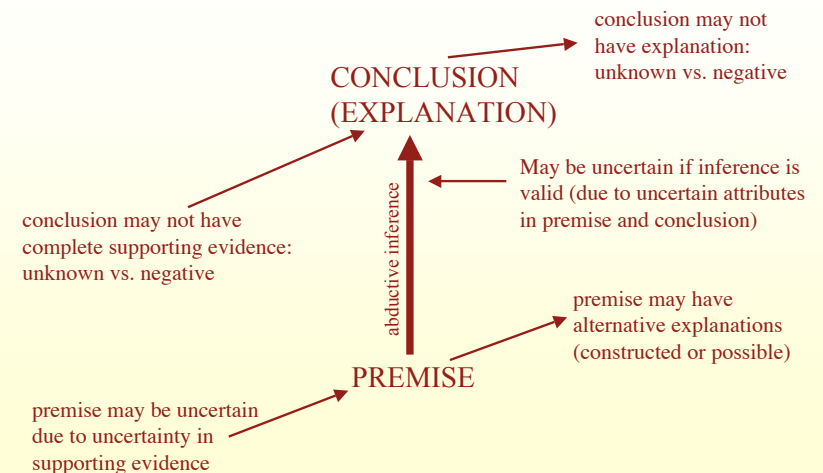 conclusion may not
have explanation:
unknown vs. negative
CONCLUSION
(EXPLANATION)
May be uncertain if inference is
valid (due to uncertain attributes
in premise and conclusion)
abductive inference
conclusion may not have
complete supporting evidence:
unknown vs. negative
premise may have
alternative explanations
(constructed or possible)
PREMISE
premise may be uncertain
due to uncertainty in
supporting evidence